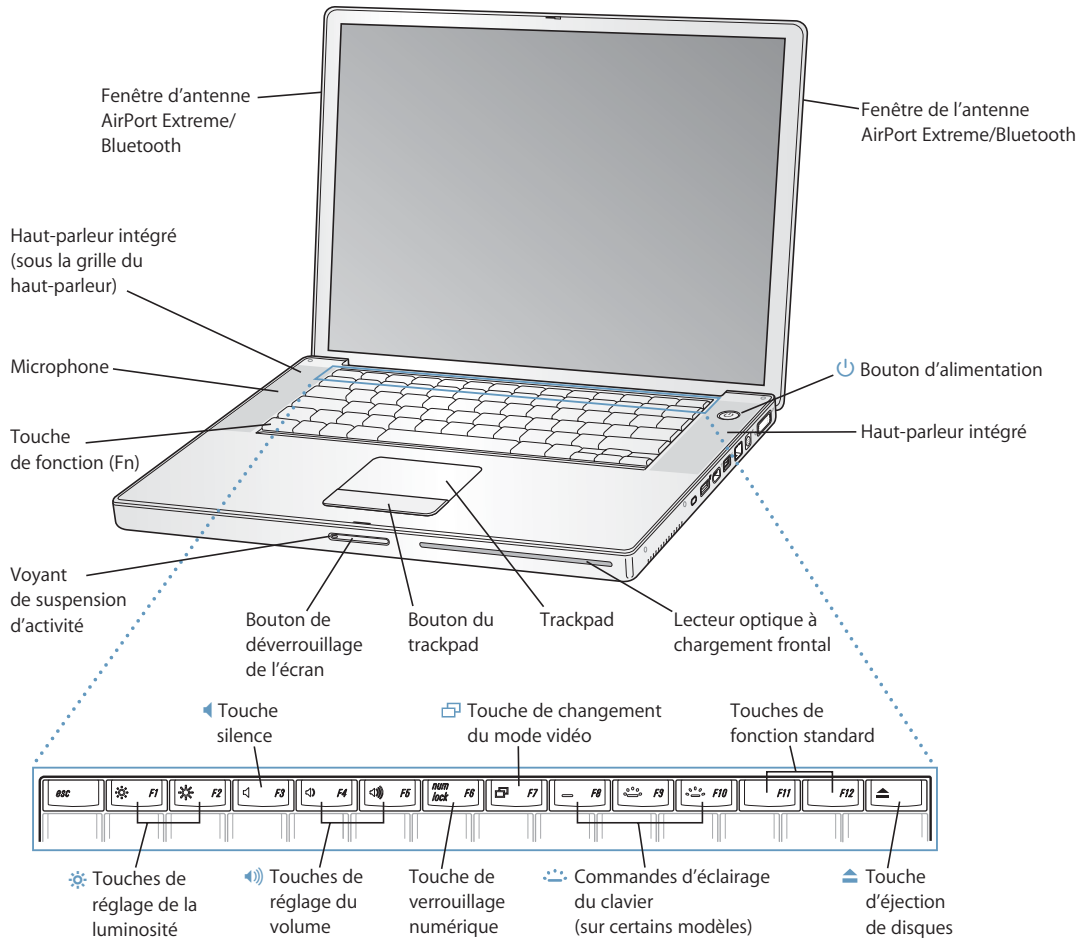 Fenêtre d'antenne
AirPort Extreme/
Bluetooth
Fenêtre de l'antenne
AirPort Extreme/Bluetooth
Haut-parleur intégré
(sous la grille du
haut-parleur)
Microphone
Bouton d'alimentation
Touche
de fonction (Fn)
Haut-parleur intégré
Voyant
de suspension
d'activité
Bouton de
déverrouillage
de l'écran
Bouton du
trackpad
Trackpad
Lecteur optique à
chargement frontal
Touche
silence
Touche de changement
du mode vidéo
Touches de
fonction standard
esc
F1
F2
F3
F4
F5
num
lock
F6
F7
F8
F9
F10
F11
F12
Touches de
réglage de la
luminosité
Touches de
réglage du
volume
Touche de
verrouillage
numérique
Commandes d'éclairage
du clavier
(sur certains modèles)
Touche
d'éjection
de disques